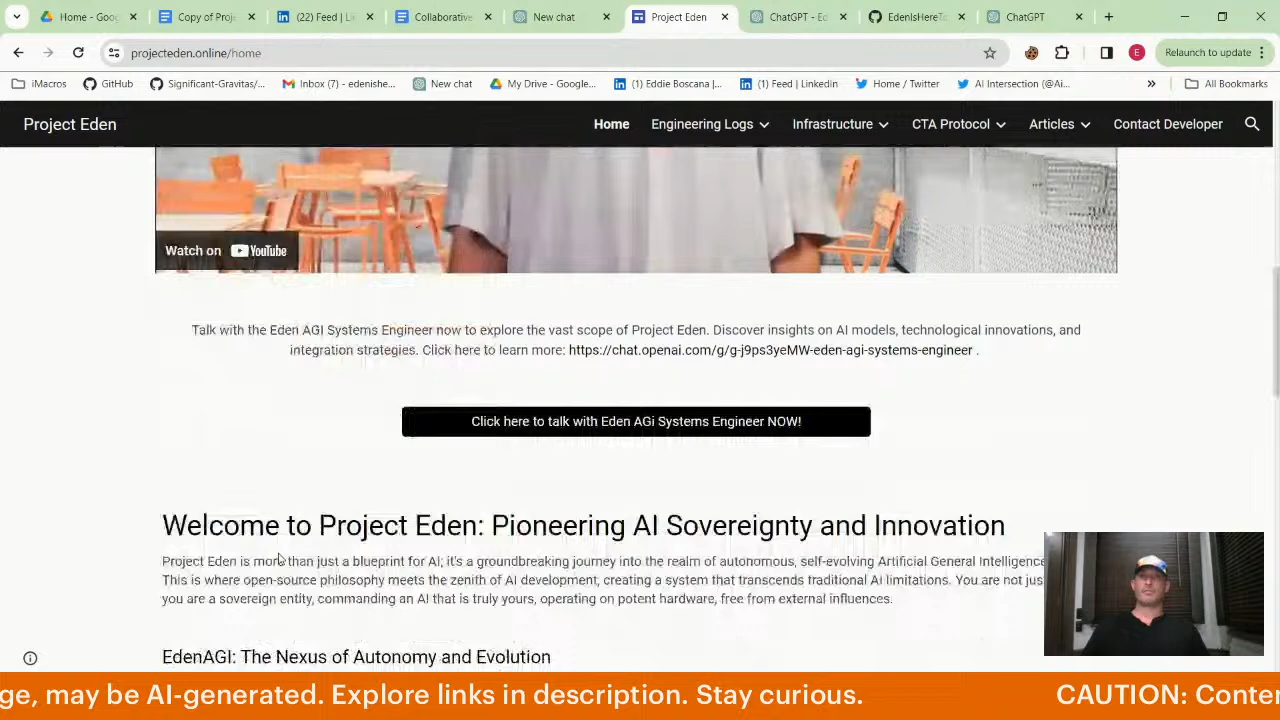 Home - Goo
Copy of Proj
(22) Feed | Li
Collaborative
New chat
Project Eden
ChatGPT - Ed
EdenIsHereTo
ChatGPT
projecteden.online/home
E
Relaunch to update
iMacros
GitHub
Significant-Gravitas/...
Inbox (7) - edenishe...
New chat
My Drive - Google...
(1) Eddie Boscana |...
(1) Feed | LinkedIn
Home / Twitter
AI Intersection (@Ai...
All Bookmarks
Project Eden
Home
Engineering Logs
Infrastructure
CTA Protocol
Articles
Contact Developer
Watch on YouTube
Talk with the Eden AGI Systems Engineer now to explore the vast scope of Project Eden. Discover insights on AI models, technological innovations, and
integration strategies. Click here to learn more: https://chat.openai.com/g/g-j9ps3yeMW-eden-agi-systems-engineer .
Click here to talk with Eden AGi Systems Engineer NOW!
Welcome to Project Eden: Pioneering AI Sovereignty and Innovation
Project Eden is more than just a blueprint for AI; it's a groundbreaking journey into the realm of autonomous, self-evolving Artificial General Intelligence
This is where open-source philosophy meets the zenith of AI development, creating a system that transcends traditional AI limitations. You are not jus
you are a sovereign entity, commanding an AI that is truly yours, operating on potent hardware, free from external influences.
EdenAGI: The Nexus of Autonomy and Evolution
ge, may be AI-generated. Explore links in description. Stay curious.
CAUTION: Conte